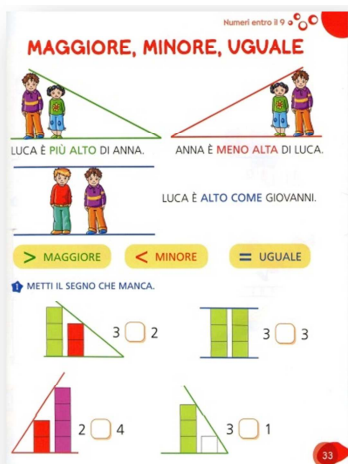 Numeri entro il 9
MAGGIORE, MINORE, UGUALE
LUCA È PIÙ ALTO DI ANNA.
ANNA È MENO ALTA DI LUCA.
LUCA È ALTO COME GIOVANNI.
> MAGGIORE
< MINORE
= UGUALE
1 METTI IL SEGNO CHE MANCA.
3 2
3 3
2 4
3 1
33